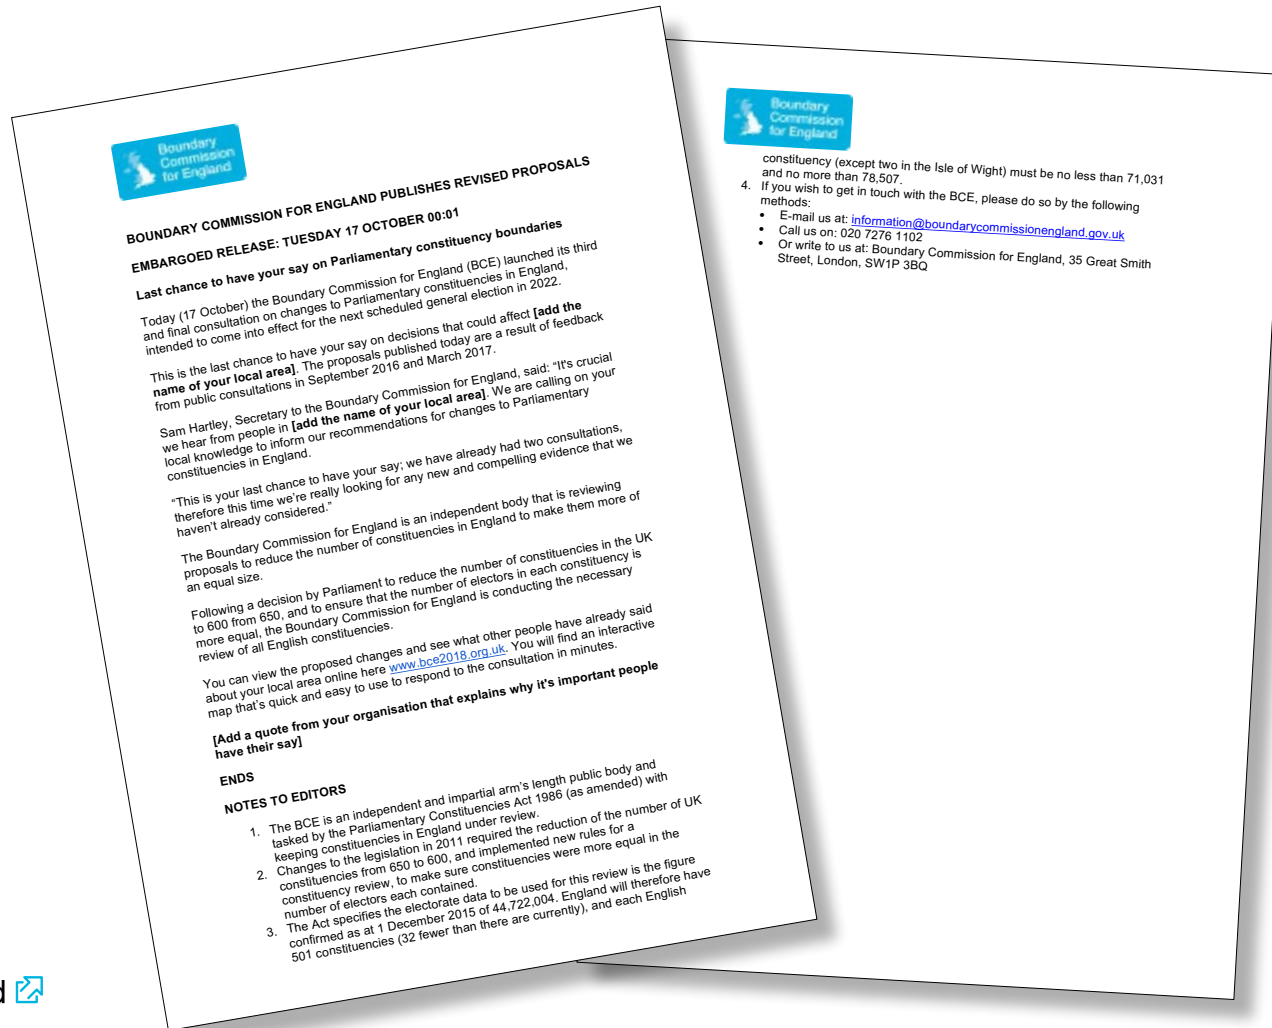 Boundary
Commission
for England
BOUNDARY COMMISSION FOR ENGLAND PUBLISHES REVISED PROPOSALS
EMBARGOED RELEASE: TUESDAY 17 OCTOBER 00:01
Last chance to have your say on Parliamentary constituency boundaries
Today (17 October) the Boundary Commission for England (BCE) launched its third
and final consultation on changes to Parliamentary constituencies in England,
intended to come into effect for the next scheduled general election in 2022.
This is the last chance to have your say on decisions that could affect [add the
name of your local area]. The proposals published today are a result of feedback
from public consultations in September 2016 and March 2017.
Sam Hartley, Secretary to the Boundary Commission for England, said: “It's crucial
we hear from people in [add the name of your local area]. We are calling on your
local knowledge to inform our recommendations for changes to Parliamentary
constituencies in England.
“This is your last chance to have your say; we have already had two consultations,
therefore this time we’re really looking for any new and compelling evidence that we
haven’t already considered.”
The Boundary Commission for England is an independent body that is reviewing
proposals to reduce the number of constituencies in England to make them more of
an equal size.
Following a decision by Parliament to reduce the number of constituencies in the UK
to 600 from 650, and to ensure that the number of electors in each constituency is
more equal, the Boundary Commission for England is conducting the necessary
review of all English constituencies.
You can view the proposed changes and see what other people have already said
about your local area online here www.bce2018.org.uk. You will find an interactive
map that’s quick and easy to use to respond to the consultation in minutes.
[Add a quote from your organisation that explains why it’s important people
have their say]
ENDS
NOTES TO EDITORS
1. The BCE is an independent and impartial arm’s length public body and
tasked by the Parliamentary Constituencies Act 1986 (as amended) with
keeping constituencies in England under review.
2. Changes to the legislation in 2011 required the reduction of the number of UK
constituencies from 650 to 600, and implemented new rules for a
constituency review, to make sure constituencies were more equal in the
number of electors each contained.
3. The Act specifies the electorate data to be used for this review is the figure
confirmed as at 1 December 2015 of 44,722,004. England will therefore have
501 constituencies (32 fewer than there are currently), and each English
Boundary
Commission
for England
constituency (except two in the Isle of Wight) must be no less than 71,031
and no more than 78,507.
4. If you wish to get in touch with the BCE, please do so by the following
methods:
• E-mail us at: information@boundarycommissionengland.gov.uk
• Call us on: 020 7276 1102
• Or write to us at: Boundary Commission for England, 35 Great Smith
Street, London, SW1P 3BQ